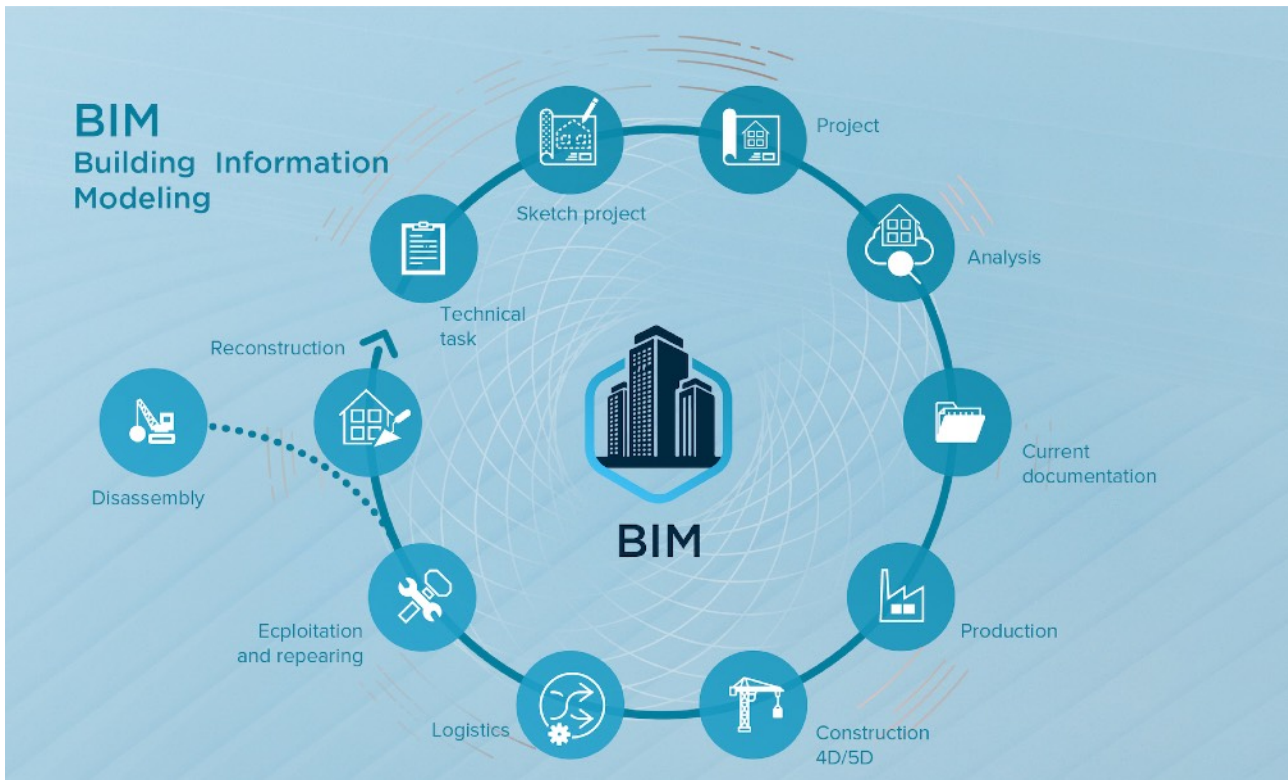 BIM
Building Information
Modeling
Sketch project
Project
Analysis
Technical
task
Reconstruction
Disassembly
Current
documentation
BIM
Ecploitation
and repearing
Production
Logistics
Construction
4D/5D